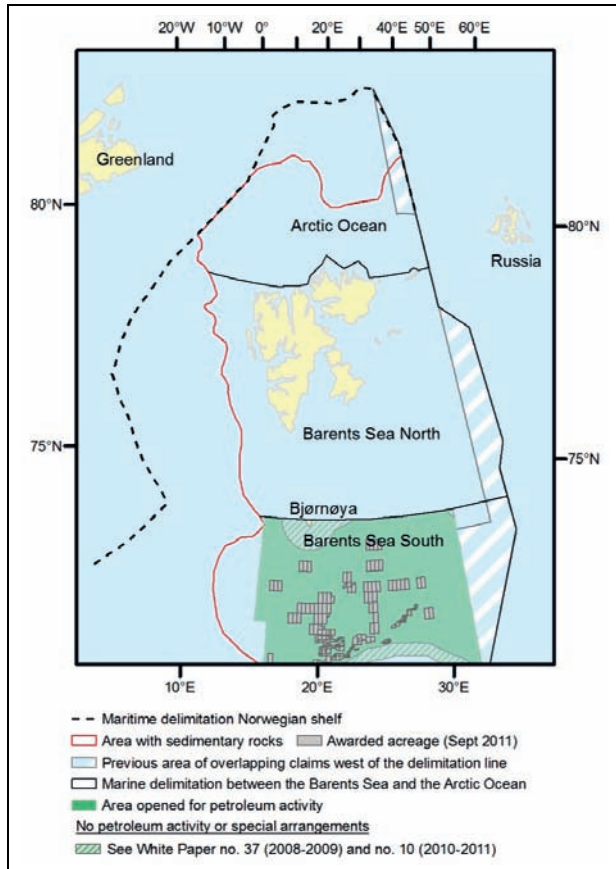 20°W 10°W 0° 10°E 20°E 30°E 40°E 50°E 60°E
Greenland
80°N
Arctic Ocean
80°N
Russia
Barents Sea North
75°N
75°N
Bjørnøya
Barents Sea South
10°E 20°E 30°E
Maritime delimitation Norwegian shelf
Area with sedimentary rocks Awarded acreage (Sept 2011)
Previous area of overlapping claims west of the delimitation line
Marine delimitation between the Barents Sea and the Arctic Ocean
Area opened for petroleum activity
No petroleum activity or special arrangements
See White Paper no. 37 (2008-2009) and no. 10 (2010-2011)